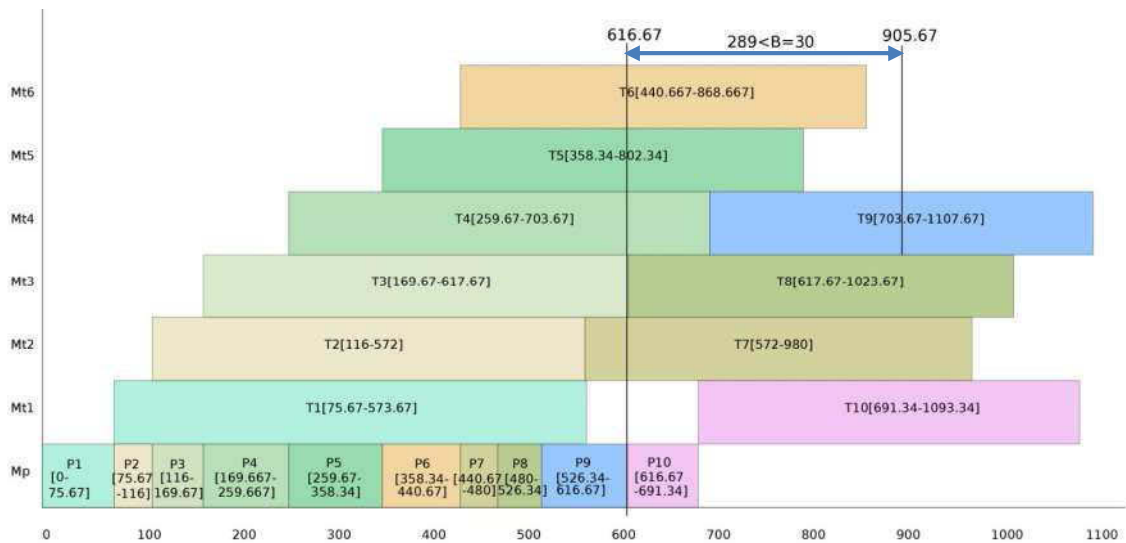 616.67
905.67
289<B=30
Mt6
T6[440.667-868.667]
Mt5
T5[358.34-802.34]
Mt4
T4[259.67-703.67]
T9[703.67-1107.67]
Mt3
T3[169.67-617.67]
T8[617.67-1023.67]
Mt2
T2[116-572]
T7[572-980]
Mt1
T1[75.67-573.67]
T10[691.34-1093.34]
Mp
P1
[0-
75.67]
P2
[75.67
-116]
P3
[116-
169.67]
P4
[169.667-
259.667]
P5
[259.67-
358.34]
P6
[358.34-
440.67]
P7
[440.67
-480]
P8
[480-
526.34]
P9
[526.34-
616.67]
P10
[616.67
-691.34]
0 100 200 300 400 500 600 700 800 900 1000 1100